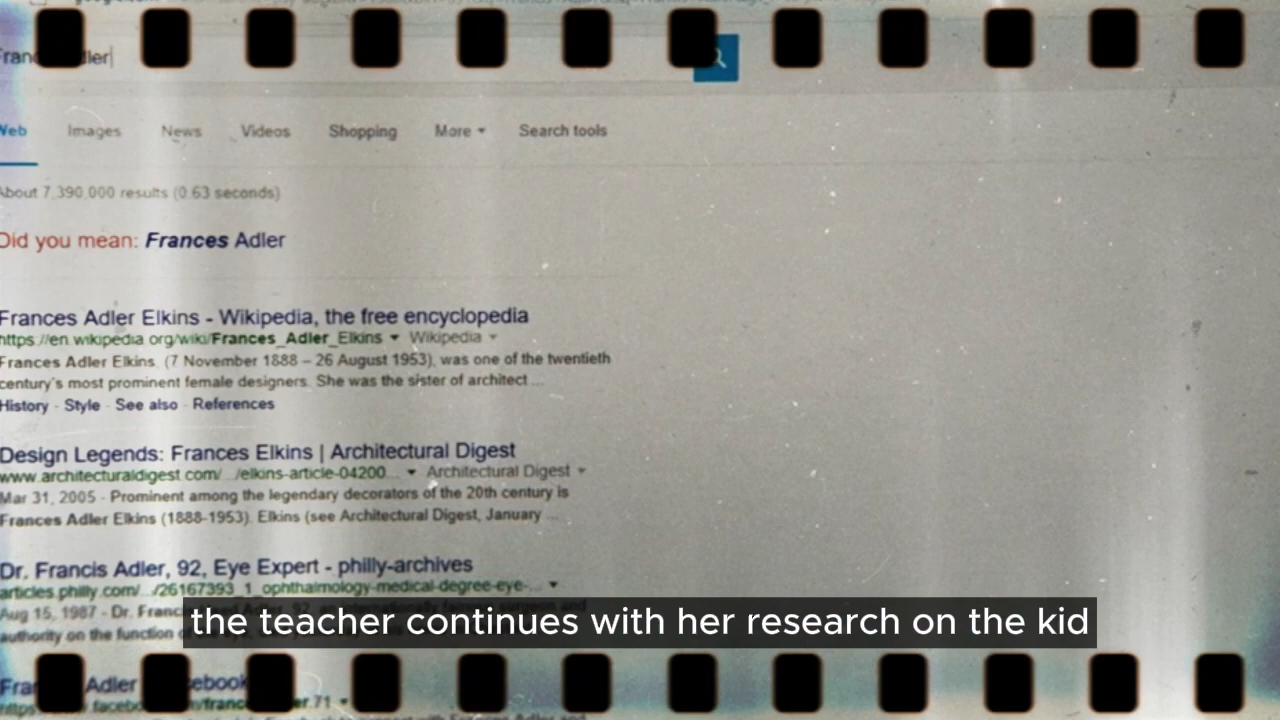 Web Images News Videos Shopping More Search tools
About 7,390,000 results (0.63 seconds)
Did you mean: Frances Adler
Frances Adler Elkins - Wikipedia, the free encyclopedia
https://en.wikipedia.org/wiki/Frances_Adler_Elkins Wikipedia
Frances Adler Elkins. (7 November 1888 – 26 August 1953), was one of the twentieth
century's most prominent female designers. She was the sister of architect ...
History - Style - See also - References
Design Legends: Frances Elkins | Architectural Digest
www.architecturaldigest.com/.../elkins-article-04200... Architectural Digest
Mar 31, 2005 - Prominent among the legendary decorators of the 20th century is
Frances Adler Elkins (1888-1953). Elkins (see Architectural Digest, January ...
Dr. Francis Adler, 92, Eye Expert - philly-archives
articles.philly.com/.../26167393_1_ophthalmology-medical-degree-eye-...
Aug 15, 1987 - Dr.
authority on the function of
the teacher continues with her research on the kid
Adler